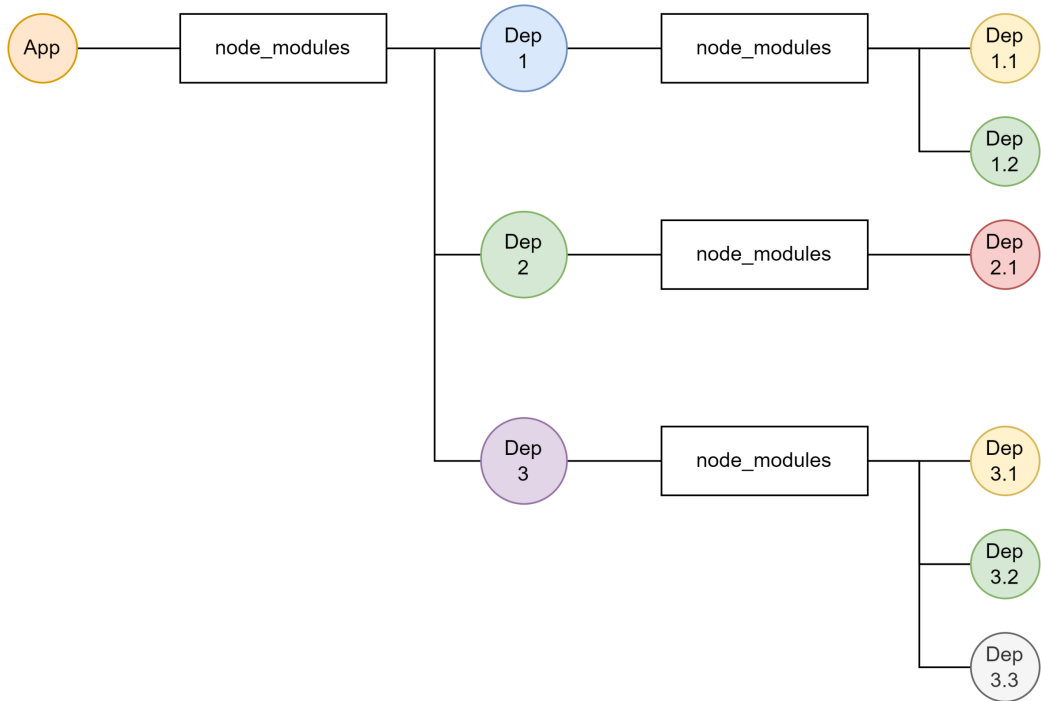 App
node_modules
Dep
1
node_modules
Dep
1.1
Dep
1.2
Dep
2
node_modules
Dep
2.1
Dep
3
node_modules
Dep
3.1
Dep
3.2
Dep
3.3